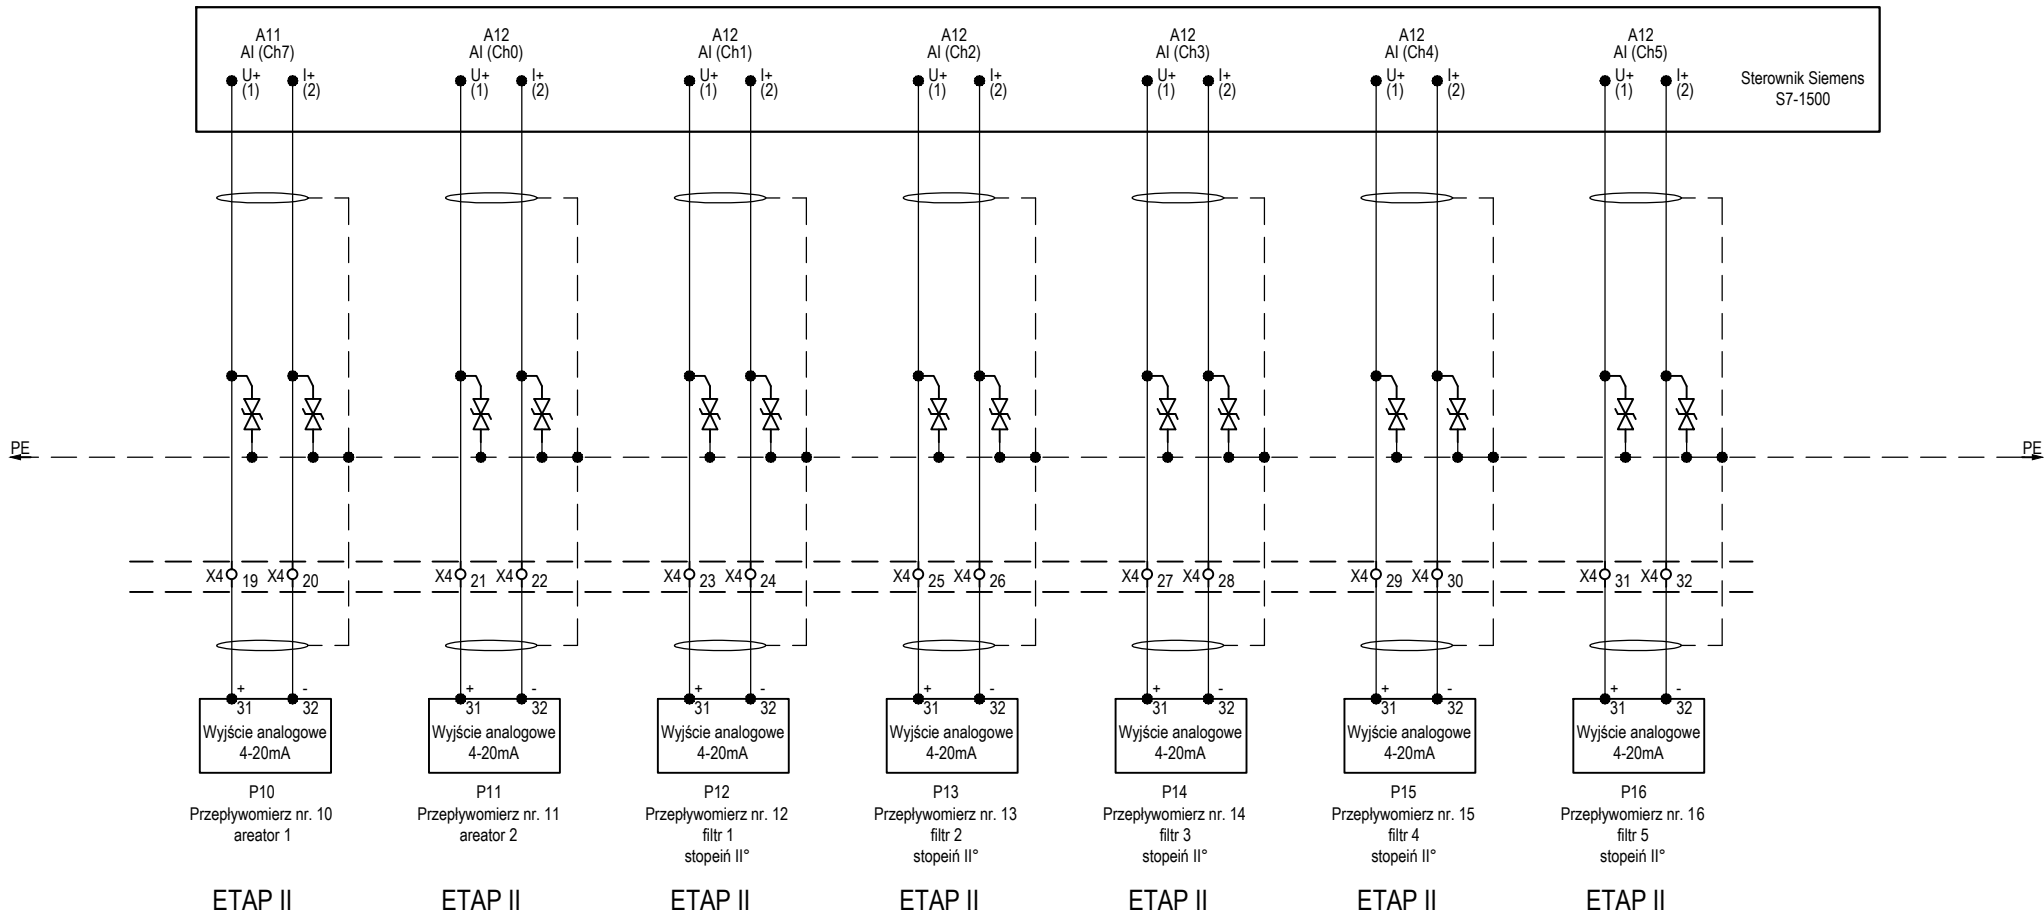 A11
AI (Ch7)
U+
(1)
I+
(2)
A12
AI (Ch0)
U+
(1)
I+
(2)
A12
AI (Ch1)
U+
(1)
I+
(2)
A12
AI (Ch2)
U+
(1)
I+
(2)
A12
AI (Ch3)
U+
(1)
I+
(2)
A12
AI (Ch4)
U+
(1)
I+
(2)
A12
AI (Ch5)
U+
(1)
I+
(2)
Sterownik Siemens
S7-1500
PE
PE
X4 19 X4 20
X4 21 X4 22
X4 23 X4 24
X4 25 X4 26
X4 27 X4 28
X4 29 X4 30
X4 31 X4 32
+ -
31 32
Wyjście analogowe
4-20mA
P10
Przepływomierz nr. 10
areator 1
ETAP II
+ -
31 32
Wyjście analogowe
4-20mA
P11
Przepływomierz nr. 11
areator 2
ETAP II
+ -
31 32
Wyjście analogowe
4-20mA
P12
Przepływomierz nr. 12
filtr 1
stopeiń II°
ETAP II
+ -
31 32
Wyjście analogowe
4-20mA
P13
Przepływomierz nr. 13
filtr 2
stopeiń II°
ETAP II
+ -
31 32
Wyjście analogowe
4-20mA
P14
Przepływomierz nr. 14
filtr 3
stopeiń II°
ETAP II
+ -
31 32
Wyjście analogowe
4-20mA
P15
Przepływomierz nr. 15
filtr 4
stopeiń II°
ETAP II
+ -
31 32
Wyjście analogowe
4-20mA
P16
Przepływomierz nr. 16
filtr 5
stopeiń II°
ETAP II